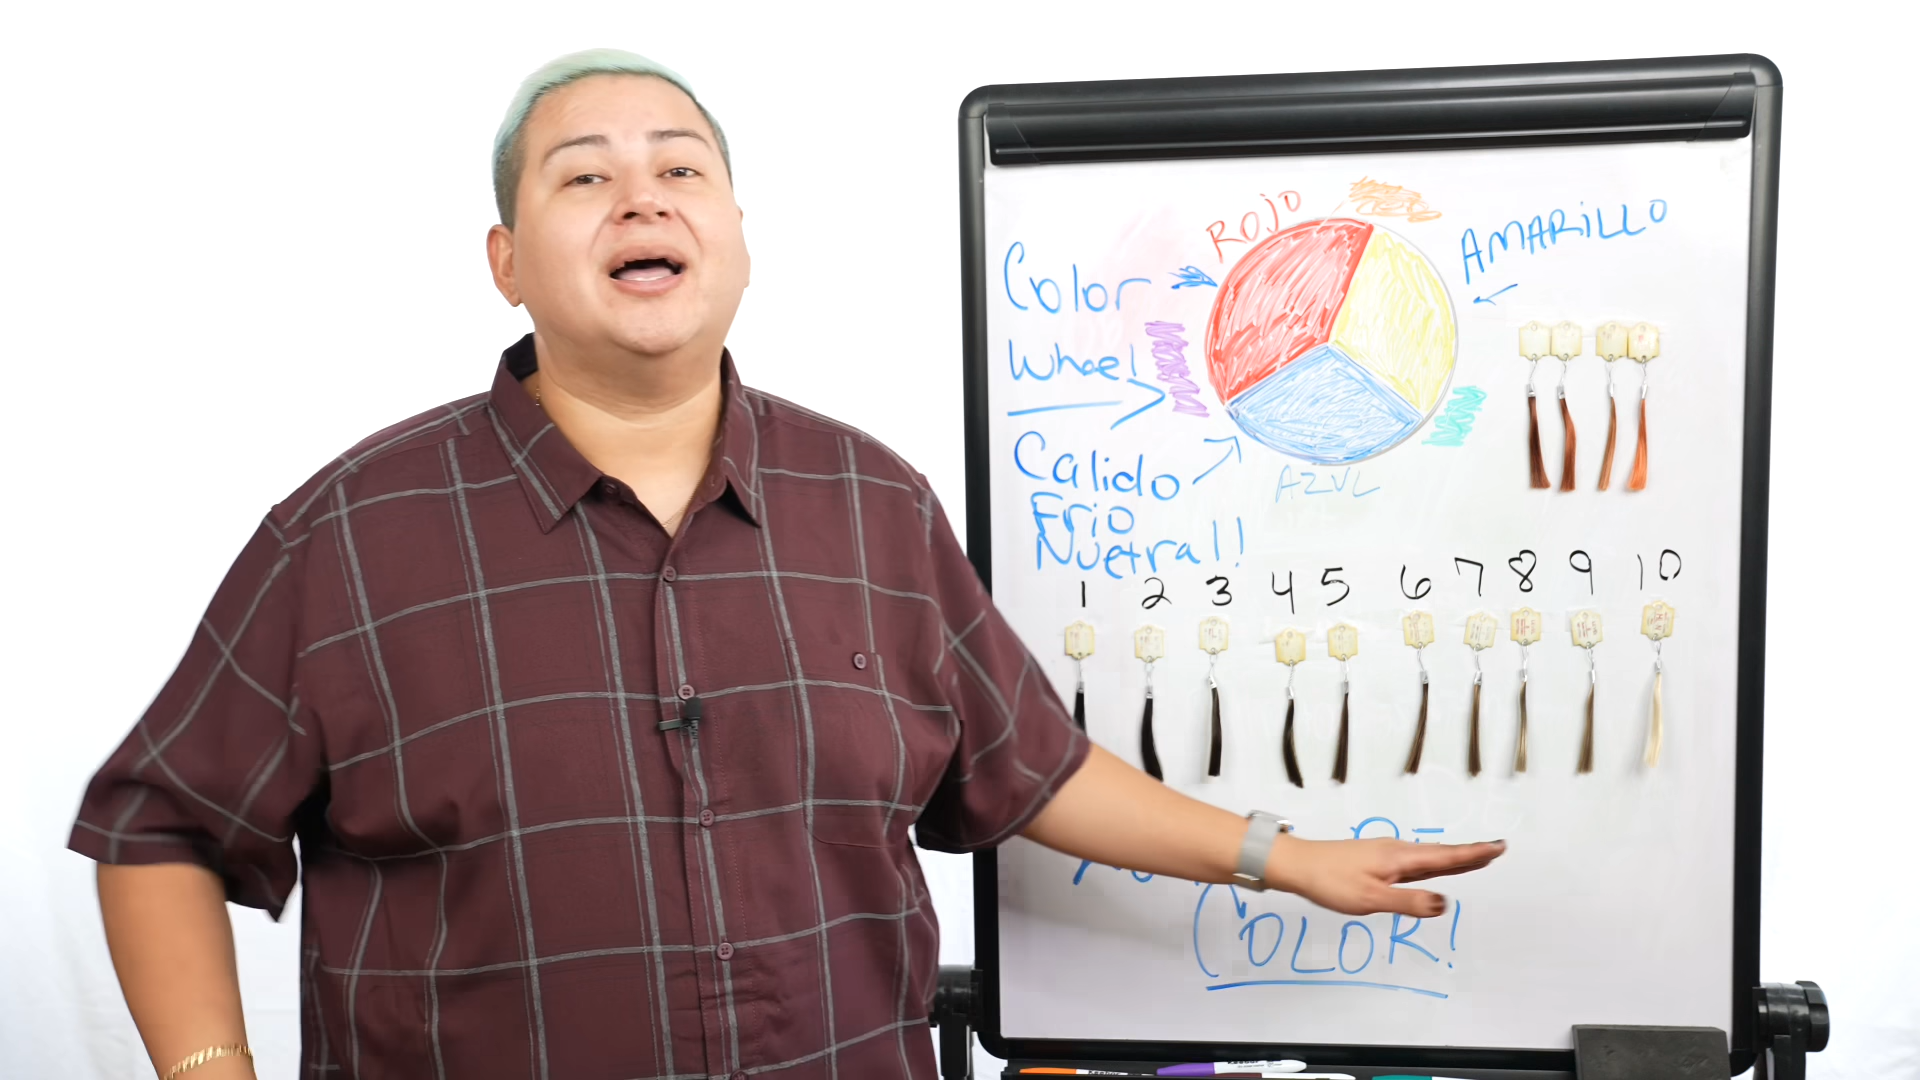 ROJO
AMARILLO
Color
Wheel
Calido
Frio
Nuetral!!
AZUL
1 2 3 4 5 6 7 8 9 10
COLOR!